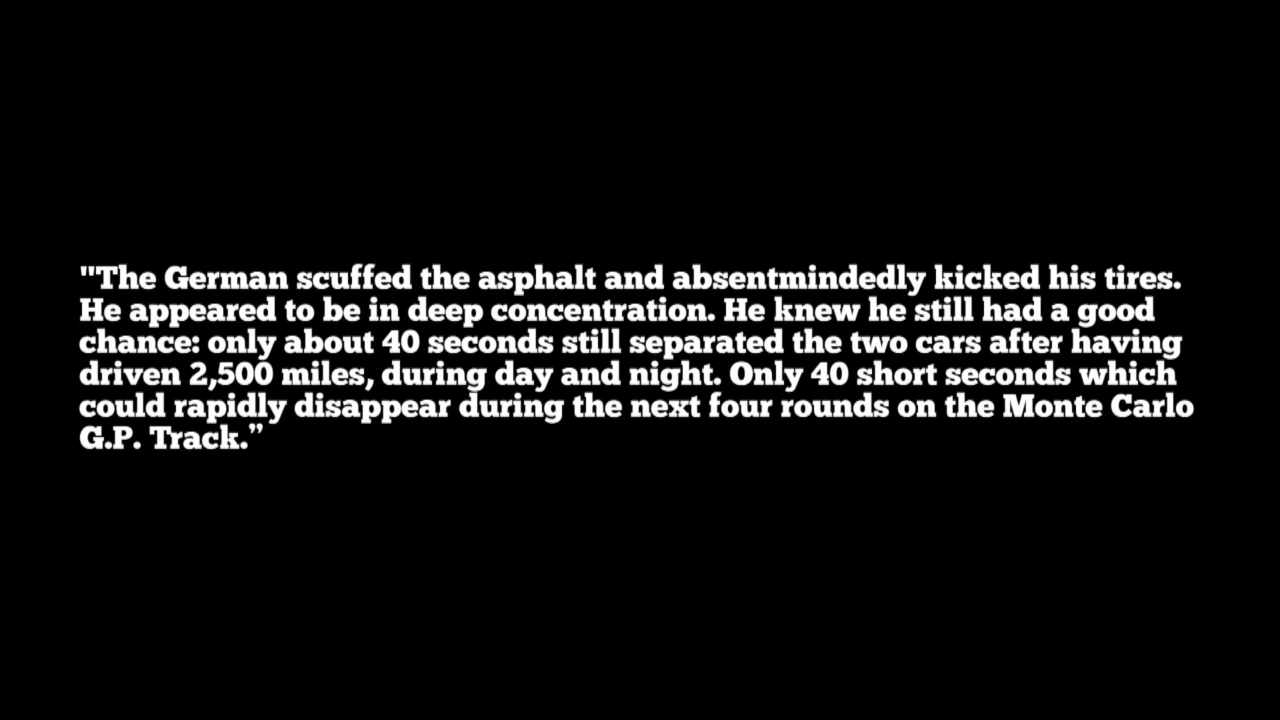 "The German scuffed the asphalt and absentmindedly kicked his tires.
He appeared to be in deep concentration. He knew he still had a good
chance: only about 40 seconds still separated the two cars after having
driven 2,500 miles, during day and night. Only 40 short seconds which
could rapidly disappear during the next four rounds on the Monte Carlo
G.P. Track.”